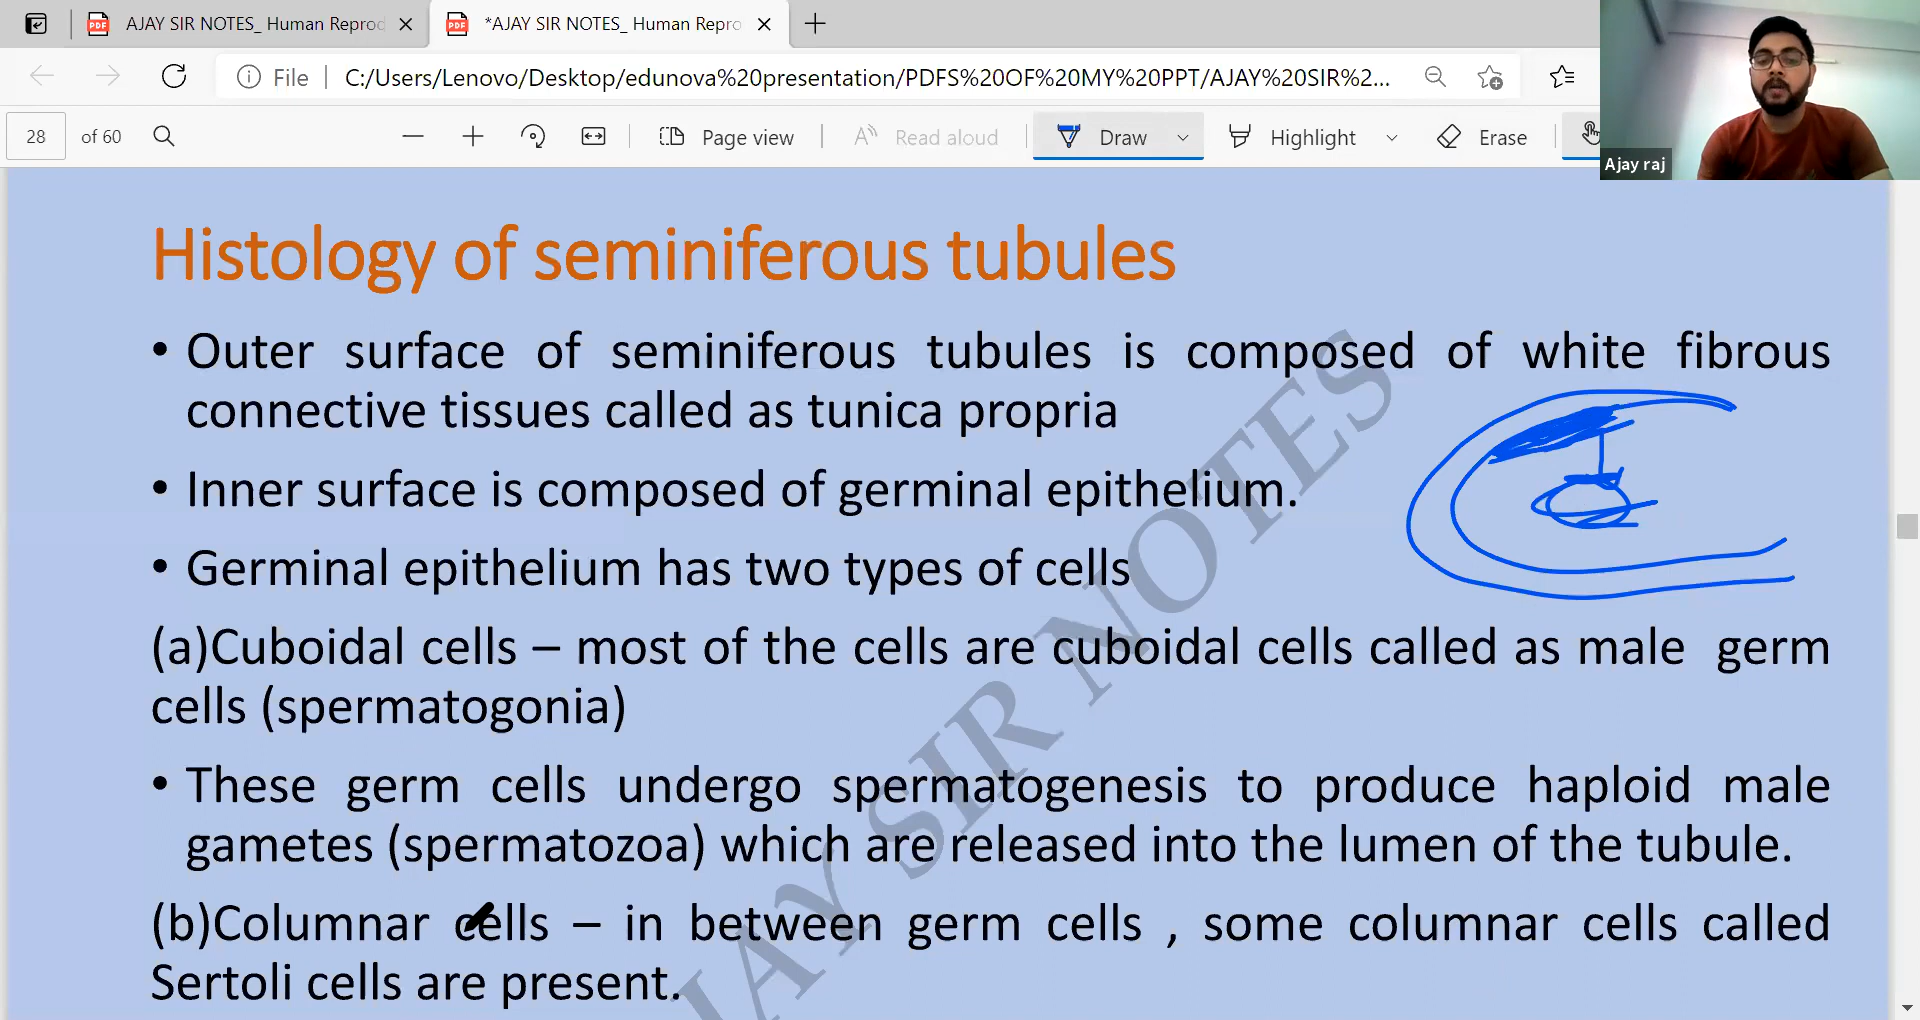 AJAY SIR NOTES_ Human Reprod
*AJAY SIR NOTES_ Human Repro
File
C:/Users/Lenovo/Desktop/edunova%20presentation/PDFS%20OF%20MY%20PPT/AJAY%20SIR%2...
28 of 60
Page view
Read aloud
Draw
Highlight
Erase
Ajay raj
Histology of seminiferous tubules
• Outer surface of seminiferous tubules is composed of white fibrous
connective tissues called as tunica propria
• Inner surface is composed of germinal epithelium.
• Germinal epithelium has two types of cells
(a)Cuboidal cells – most of the cells are cuboidal cells called as male germ
cells (spermatogonia)
• These germ cells undergo spermatogenesis to produce haploid male
gametes (spermatozoa) which are released into the lumen of the tubule.
(b)Columnar cells – in between germ cells , some columnar cells called
Sertoli cells are present.
AJAY SIR NOTES